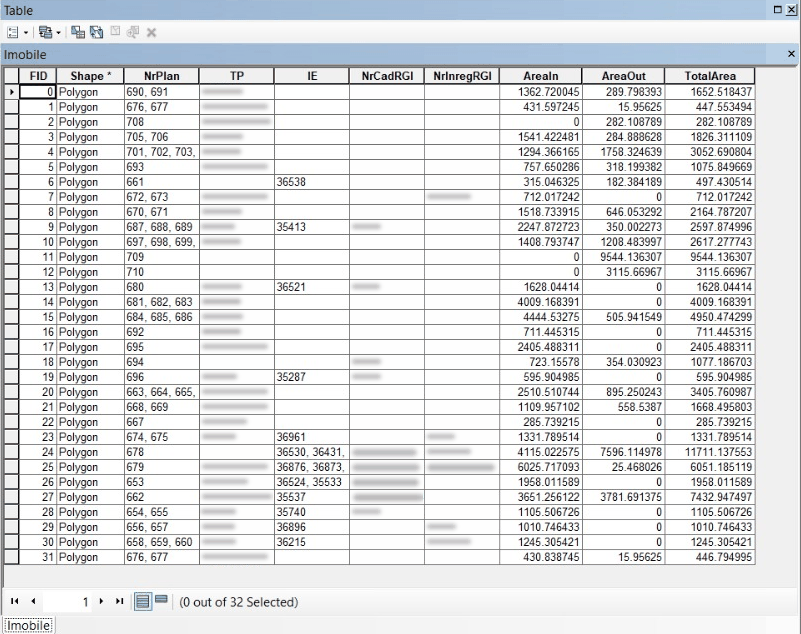 Table
Imobile
FID Shape * NrPlan TP IE NrCadRGI NrInregRGI AreaIn AreaOut TotalArea
0 Polygon 690, 691 1362.720045 289.798393 1652.518437
1 Polygon 676, 677 431.597245 15.95625 447.553494
2 Polygon 708 0 282.108789 282.108789
3 Polygon 705, 706 1541.422481 284.888628 1826.311109
4 Polygon 701, 702, 703, 1294.366165 1758.324639 3052.690804
5 Polygon 693 757.650286 318.199382 1075.849669
6 Polygon 661 36538 315.046325 182.384189 497.430514
7 Polygon 672, 673 712.017242 0 712.017242
8 Polygon 670, 671 1518.733915 646.053292 2164.787207
9 Polygon 687, 688, 689 35413 2247.872723 350.002273 2597.874996
10 Polygon 697, 698, 699, 1408.793747 1208.483997 2617.277743
11 Polygon 709 0 9544.136307 9544.136307
12 Polygon 710 0 3115.66967 3115.66967
13 Polygon 680 36521 1628.04414 0 1628.04414
14 Polygon 681, 682, 683 4009.168391 0 4009.168391
15 Polygon 684, 685, 686 4444.53275 505.941549 4950.474299
16 Polygon 692 711.445315 0 711.445315
17 Polygon 695 2405.488311 0 2405.488311
18 Polygon 694 723.15578 354.030923 1077.186703
19 Polygon 696 35287 595.904985 0 595.904985
20 Polygon 663, 664, 665, 2510.510744 895.250243 3405.760987
21 Polygon 668, 669 1109.957102 558.5387 1668.495803
22 Polygon 667 285.739215 0 285.739215
23 Polygon 674, 675 36961 1331.789514 0 1331.789514
24 Polygon 678 36530, 36431, 4115.022575 7596.114978 11711.137553
25 Polygon 679 36876, 36873, 6025.717093 25.468026 6051.185119
26 Polygon 653 36524, 35533 1958.011589 0 1958.011589
27 Polygon 662 35537 3651.256122 3781.691375 7432.947497
28 Polygon 654, 655 35740 1105.506726 0 1105.506726
29 Polygon 656, 657 36896 1010.746433 0 1010.746433
30 Polygon 658, 659, 660 36215 1245.305421 0 1245.305421
31 Polygon 676, 677 430.838745 15.95625 446.794995
1 (0 out of 32 Selected)
Imobile